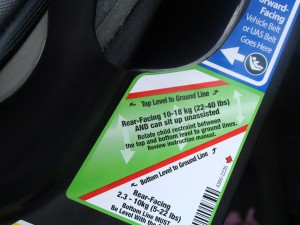 Forward-
Facing
Vehicle Belt
or UAS Belt
Goes Here
Top Level to Ground Line
Rear-Facing 10-18 kg (22-40 lbs)
AND can sit up unassisted
Rotate child restraint between
the top and bottom level to ground lines.
Review instruction manual.
Bottom Level to Ground Line
Rear-Facing
2.3 - 10kg (5-22 lbs)
Bottom Line MUST
Be Level With the